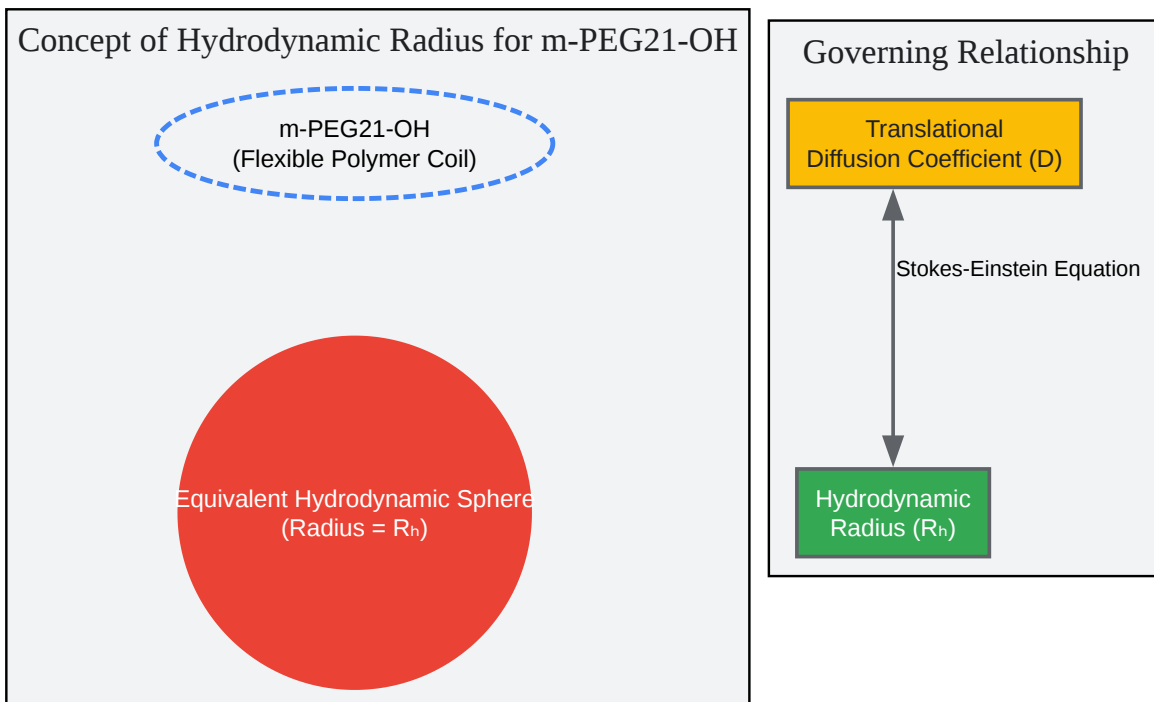 Concept of Hydrodynamic Radius for m-PEG21-OH
m-PEG21-OH
(Flexible Polymer Coil)
Equivalent Hydrodynamic Sphere
(Radius = Rₕ)
Governing Relationship
Translational
Diffusion Coefficient (D)
Stokes-Einstein Equation
Hydrodynamic
Radius (Rₕ)